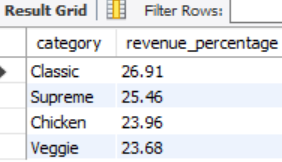 Result Grid Filter Rows:
category revenue_percentage
Classic 26.91
Supreme 25.46
Chicken 23.96
Veggie 23.68